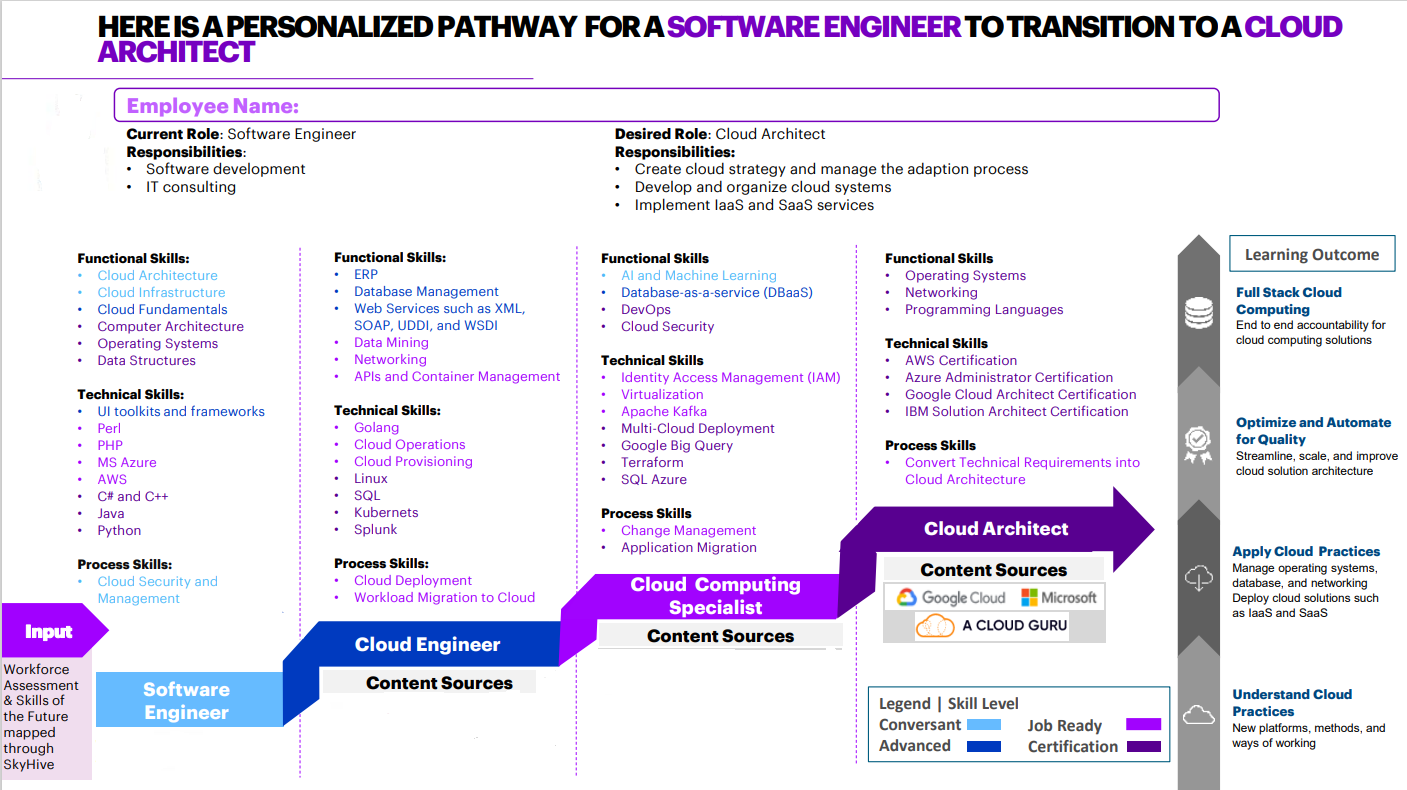 HERE IS A PERSONALIZED PATHWAY FOR A SOFTWARE ENGINEER TO TRANSITION TO A CLOUD
ARCHITECT
Employee Name:
Current Role: Software Engineer
Responsibilities:
• Software development
• IT consulting
Desired Role: Cloud Architect
Responsibilities:
• Create cloud strategy and manage the adaption process
• Develop and organize cloud systems
• Implement IaaS and SaaS services
Functional Skills:
• Cloud Architecture
• Cloud Infrastructure
• Cloud Fundamentals
• Computer Architecture
• Operating Systems
• Data Structures
Technical Skills:
• UI toolkits and frameworks
• Perl
• PHP
• MS Azure
• AWS
• C# and C++
• Java
• Python
Process Skills:
• Cloud Security and
Management
Input
Workforce
Assessment
& Skills of
the Future
mapped
through
SkyHive
Software
Engineer
Functional Skills:
• ERP
• Database Management
• Web Services such as XML,
SOAP, UDDI, and WSDI
• Data Mining
• Networking
• APIs and Container Management
Technical Skills:
• Golang
• Cloud Operations
• Cloud Provisioning
• Linux
• SQL
• Kubernets
• Splunk
Process Skills:
• Cloud Deployment
• Workload Migration to Cloud
Cloud Engineer
Content Sources
Functional Skills
• AI and Machine Learning
• Database-as-a-service (DBaaS)
• DevOps
• Cloud Security
Technical Skills
• Identity Access Management (IAM)
• Virtualization
• Apache Kafka
• Multi-Cloud Deployment
• Google Big Query
• Terraform
• SQL Azure
Process Skills
• Change Management
• Application Migration
Cloud Computing
Specialist
Content Sources
Functional Skills
• Operating Systems
• Networking
• Programming Languages
Technical Skills
• AWS Certification
• Azure Administrator Certification
• Google Cloud Architect Certification
• IBM Solution Architect Certification
Process Skills
• Convert Technical Requirements into
Cloud Architecture
Cloud Architect
Content Sources
Google Cloud
Microsoft
A CLOUD GURU
Legend | Skill Level
Conversant
Job Ready
Advanced
Certification
Learning Outcome
Full Stack Cloud
Computing
End to end accountability for
cloud computing solutions
Optimize and Automate
for Quality
Streamline, scale, and improve
cloud solution architecture
Apply Cloud Practices
Manage operating systems,
database, and networking
Deploy cloud solutions such
as IaaS and SaaS
Understand Cloud
Practices
New platforms, methods, and
ways of working